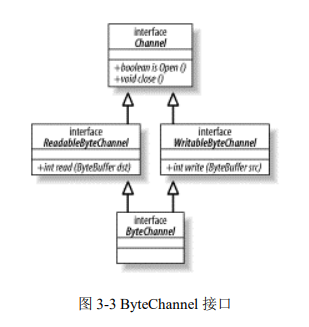 interface
Channel
+boolean is Open ()
+void close ()
interface
ReadableByteChannel
+int read (ByteBuffer dst)
interface
WritableByteChannel
+int write (ByteBuffer src)
interface
ByteChannel
图 3-3 ByteChannel 接口